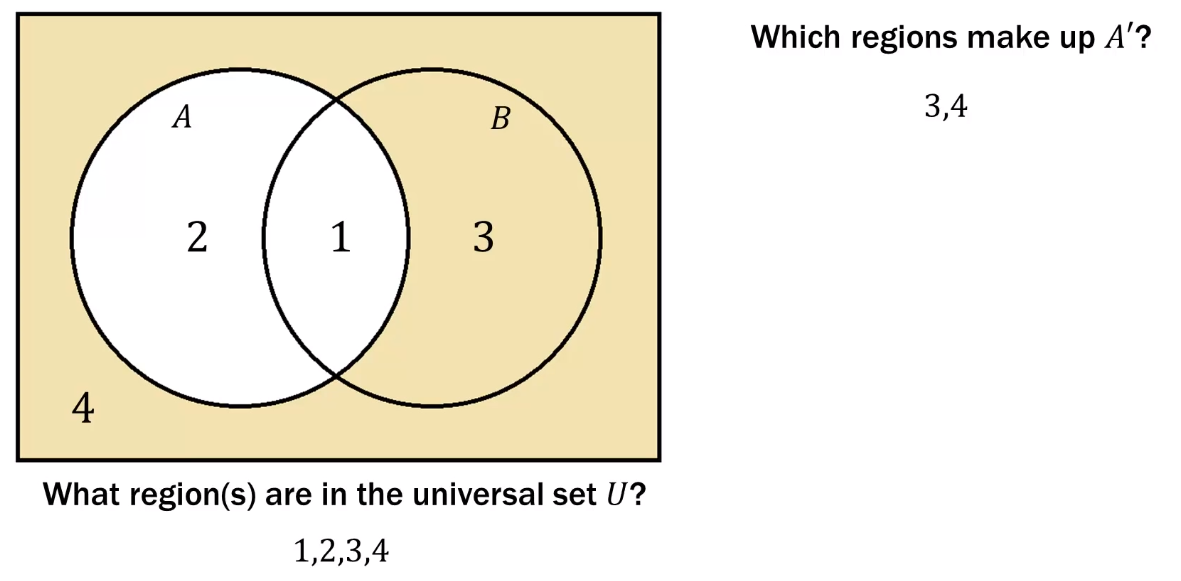 Which regions make up A′?
3,4
A
B
2
1
3
4
What region(s) are in the universal set U?
1,2,3,4